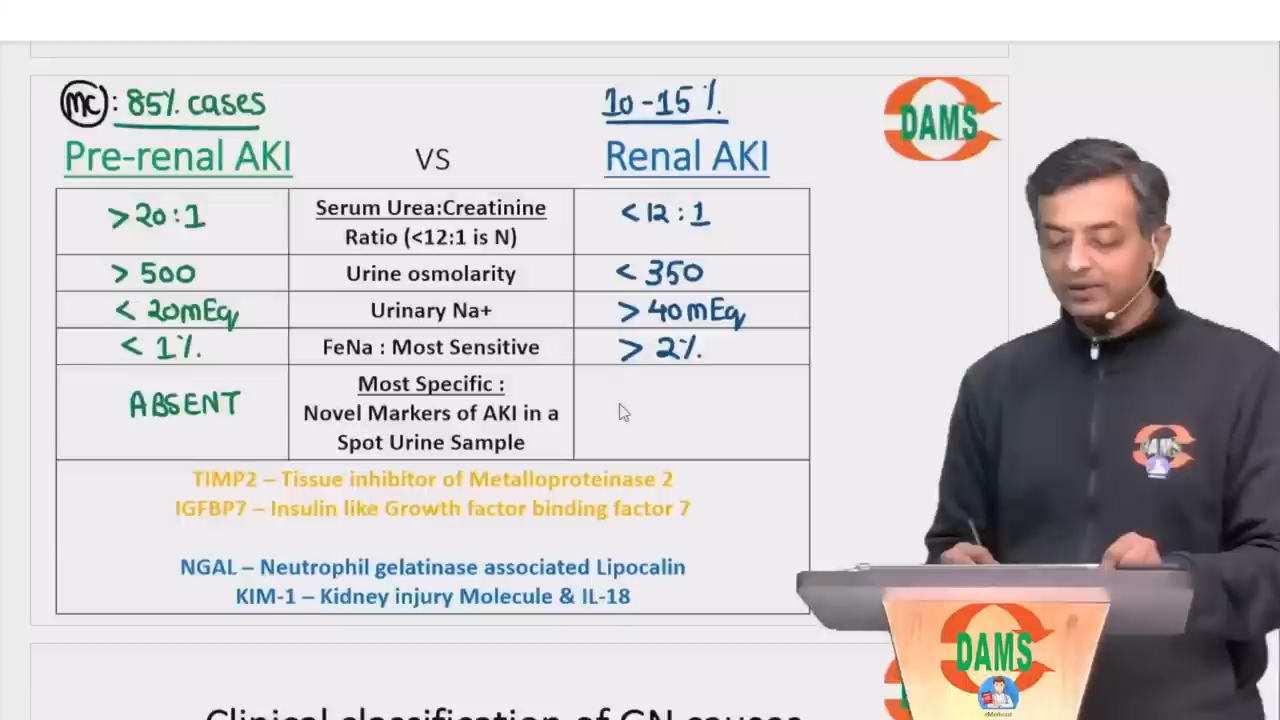 MC : 85% cases
10-15%
DAMS
Pre-renal AKI VS Renal AKI
>20:1
Serum Urea:Creatinine
Ratio (<12:1 is N)
<12:1
> 500 Urine osmolarity < 350
< 20mEq Urinary Na+ > 40mEq
< 1% FeNa : Most Sensitive > 2%
ABSENT
Most Specific :
Novel Markers of AKI in a
Spot Urine Sample
TIMP2 – Tissue inhibitor of Metalloproteinase 2
IGFBP7 – Insulin like Growth factor binding factor 7
NGAL – Neutrophil gelatinase associated Lipocalin
KIM-1 – Kidney injury Molecule & IL-18
DAMS
DAMS
Clinical classification of GN causes